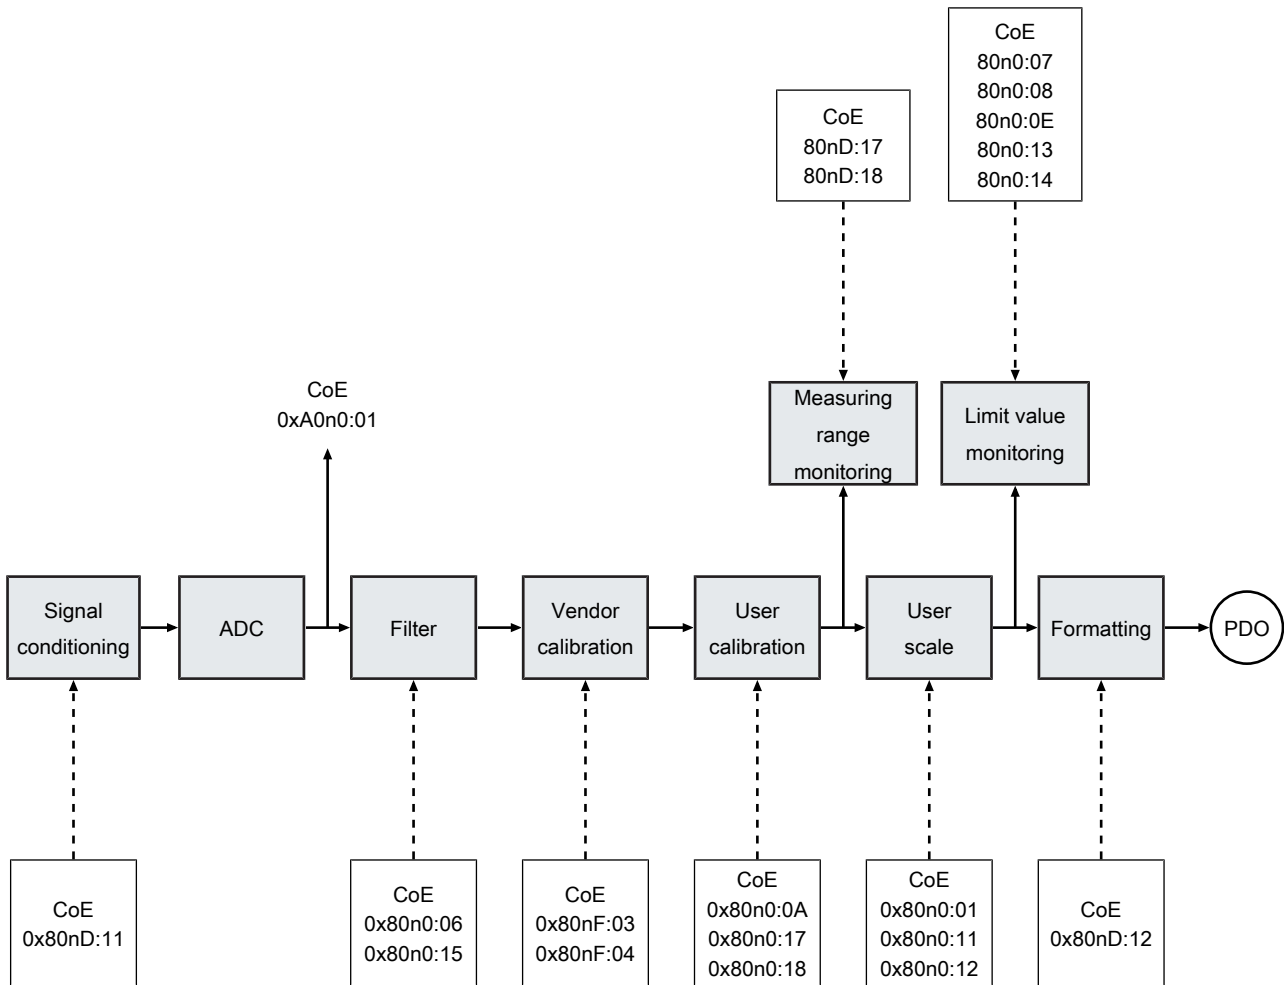 CoE
80n0:07
80n0:08
80n0:0E
80n0:13
80n0:14
CoE
80nD:17
80nD:18
CoE
0xA0n0:01
Measuring
range
monitoring
Limit value
monitoring
Signal
conditioning
ADC
Filter
Vendor
calibration
User
calibration
User
scale
Formatting
PDO
CoE
0x80nD:11
CoE
0x80n0:06
0x80n0:15
CoE
0x80nF:03
0x80nF:04
CoE
0x80n0:0A
0x80n0:17
0x80n0:18
CoE
0x80n0:01
0x80n0:11
0x80n0:12
CoE
0x80nD:12